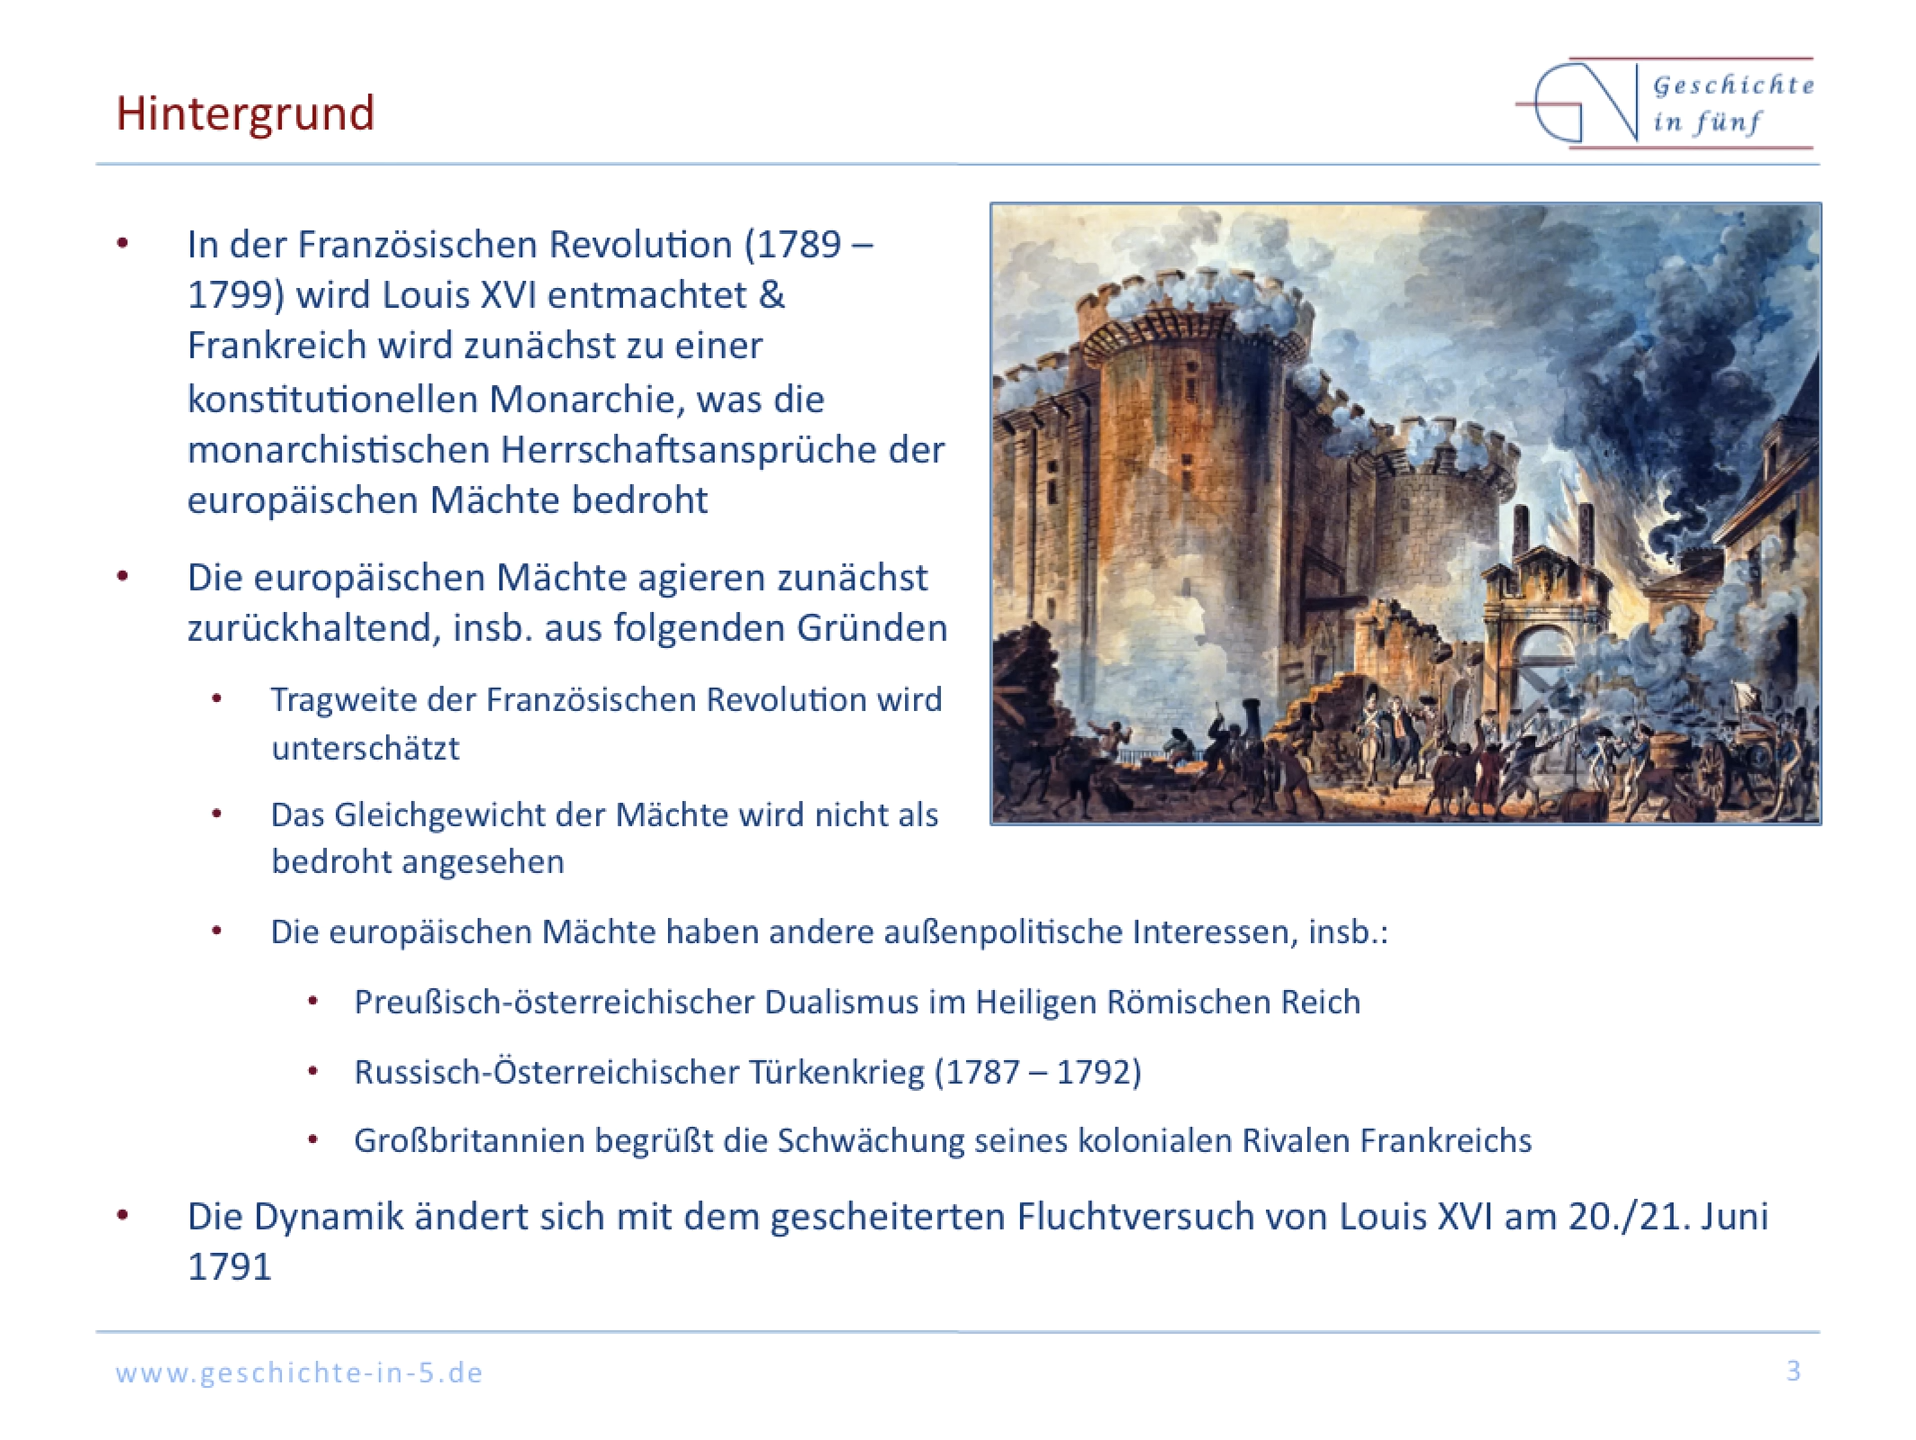 Hintergrund
Geschichte
in fünf
• In der Französischen Revolution (1789 –
1799) wird Louis XVI entmachtet &
Frankreich wird zunächst zu einer
konstitutionellen Monarchie, was die
monarchistischen Herrschaftsansprüche der
europäischen Mächte bedroht
• Die europäischen Mächte agieren zunächst
zurückhaltend, insb. aus folgenden Gründen
• Tragweite der Französischen Revolution wird
unterschätzt
• Das Gleichgewicht der Mächte wird nicht als
bedroht angesehen
• Die europäischen Mächte haben andere außenpolitische Interessen, insb.:
• Preußisch-österreichischer Dualismus im Heiligen Römischen Reich
• Russisch-Österreichischer Türkenkrieg (1787 – 1792)
• Großbritannien begrüßt die Schwächung seines kolonialen Rivalen Frankreichs
• Die Dynamik ändert sich mit dem gescheiterten Fluchtversuch von Louis XVI am 20./21. Juni
1791
www.geschichte-in-5.de
3